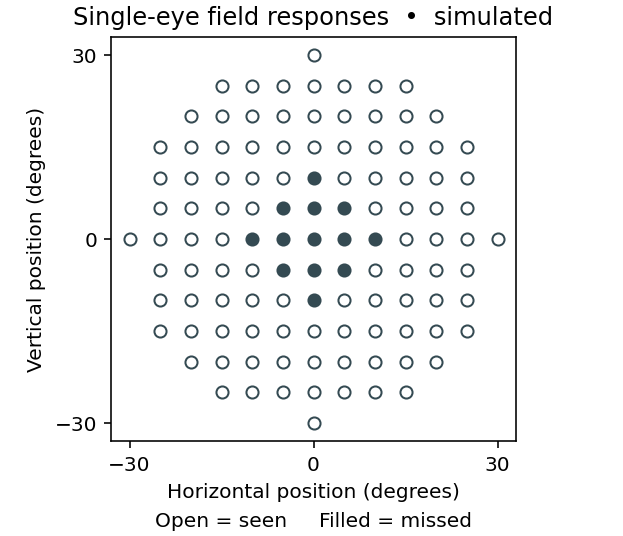 Single-eye field responses • simulated
30
0
−30
Vertical position (degrees)
−30 0 30
Horizontal position (degrees)
Open = seen Filled = missed